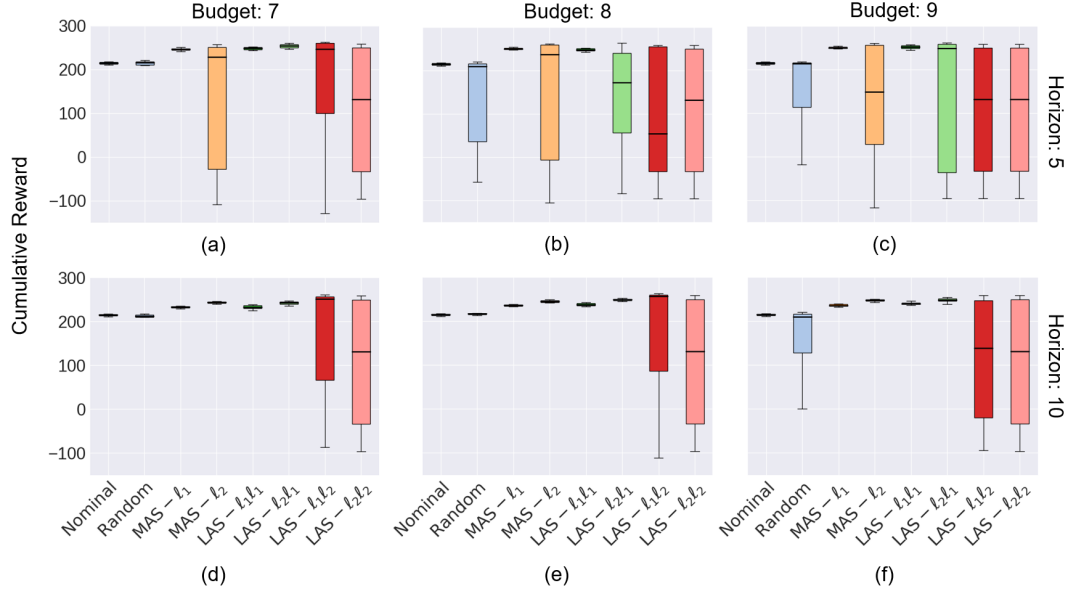 Budget: 7
Budget: 8
Budget: 9
Cumulative Reward
300
200
100
0
−100
Horizon: 5
(a)
(b)
(c)
300
200
100
0
−100
Horizon: 10
Nominal
Random
MAS − ℓ₁
MAS − ℓ₂
LAS − ℓ₁ℓ₁
LAS − ℓ₂ℓ₁
LAS − ℓ₁ℓ₂
LAS − ℓ₂ℓ₂
Nominal
Random
MAS − ℓ₁
MAS − ℓ₂
LAS − ℓ₁ℓ₁
LAS − ℓ₂ℓ₁
LAS − ℓ₁ℓ₂
LAS − ℓ₂ℓ₂
Nominal
Random
MAS − ℓ₁
MAS − ℓ₂
LAS − ℓ₁ℓ₁
LAS − ℓ₂ℓ₁
LAS − ℓ₁ℓ₂
LAS − ℓ₂ℓ₂
(d)
(e)
(f)